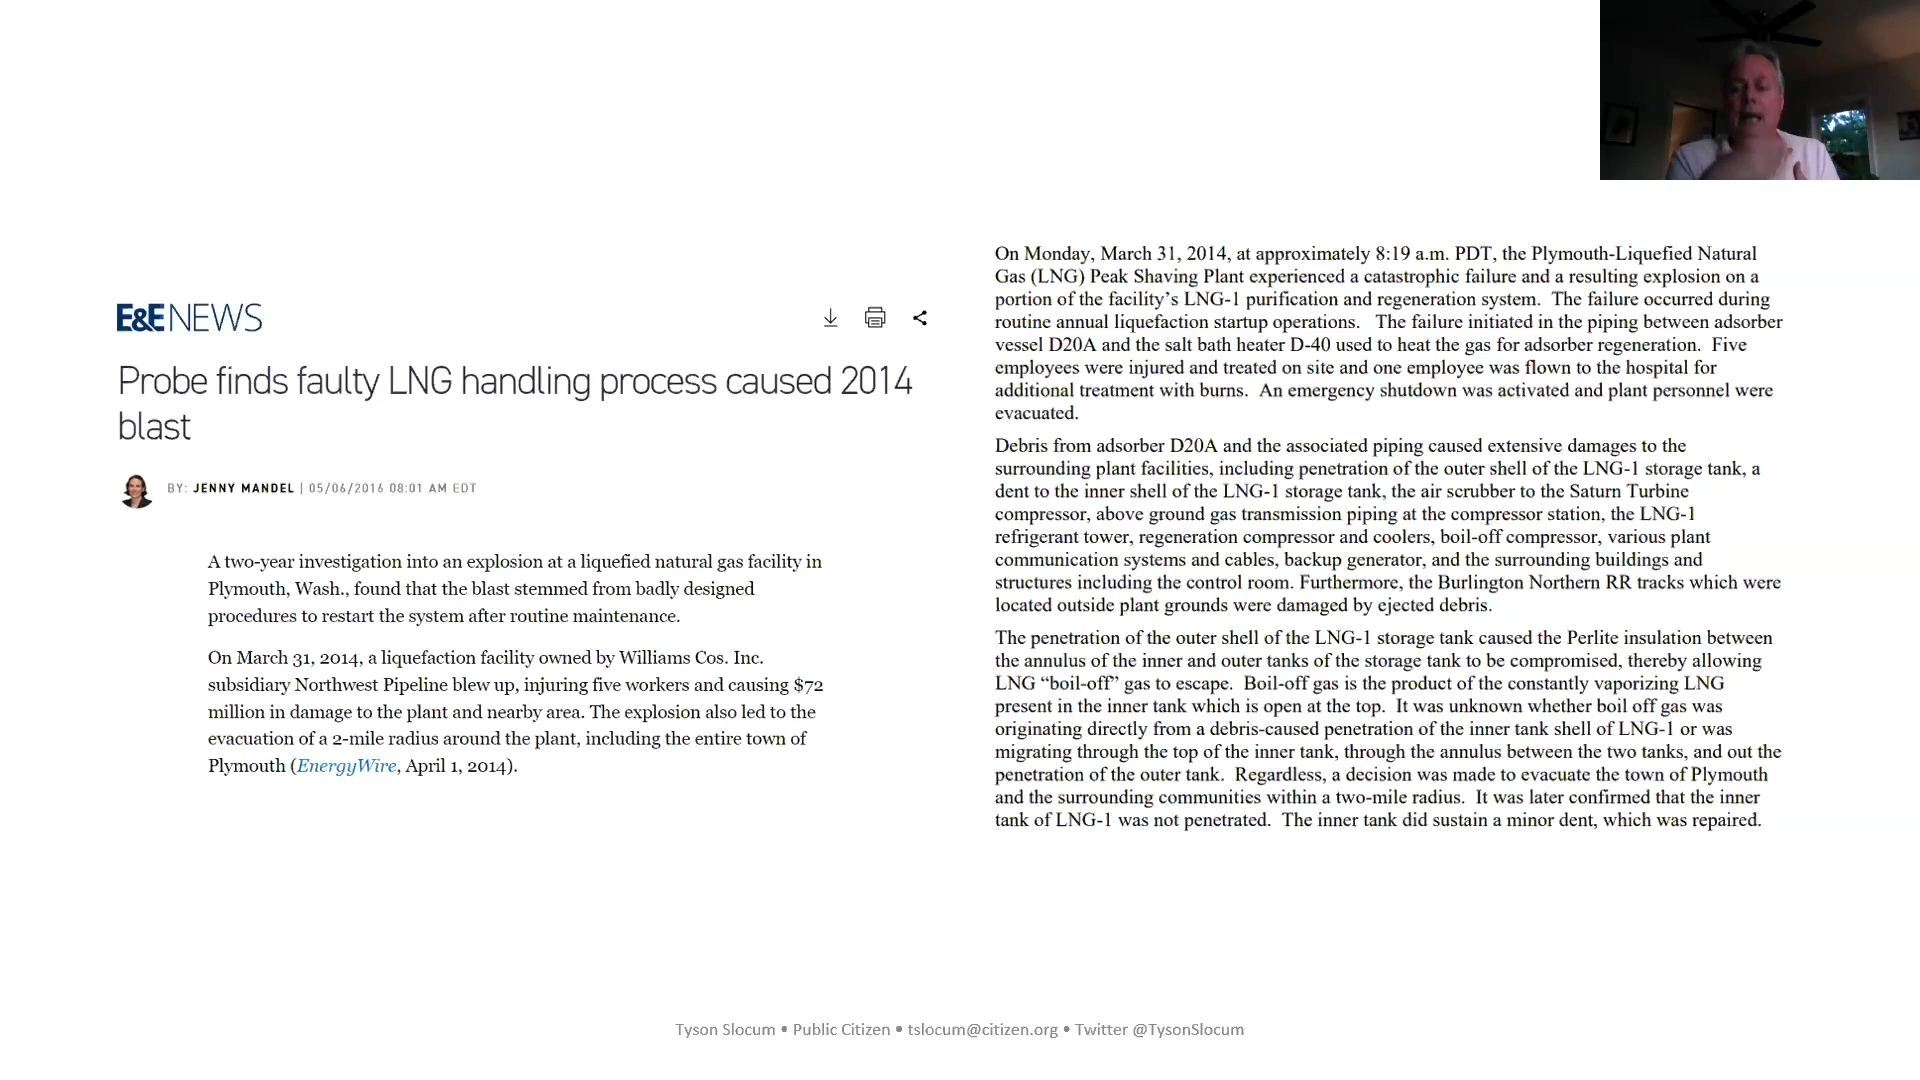 E&E NEWS
Probe finds faulty LNG handling process caused 2014
blast
BY: JENNY MANDEL | 05/06/2016 08:01 AM EDT
A two-year investigation into an explosion at a liquefied natural gas facility in
Plymouth, Wash., found that the blast stemmed from badly designed
procedures to restart the system after routine maintenance.
On March 31, 2014, a liquefaction facility owned by Williams Cos. Inc.
subsidiary Northwest Pipeline blew up, injuring five workers and causing $72
million in damage to the plant and nearby area. The explosion also led to the
evacuation of a 2-mile radius around the plant, including the entire town of
Plymouth (EnergyWire, April 1, 2014).
On Monday, March 31, 2014, at approximately 8:19 a.m. PDT, the Plymouth-Liquefied Natural
Gas (LNG) Peak Shaving Plant experienced a catastrophic failure and a resulting explosion on a
portion of the facility’s LNG-1 purification and regeneration system. The failure occurred during
routine annual liquefaction startup operations. The failure initiated in the piping between adsorber
vessel D20A and the salt bath heater D-40 used to heat the gas for adsorber regeneration. Five
employees were injured and treated on site and one employee was flown to the hospital for
additional treatment with burns. An emergency shutdown was activated and plant personnel were
evacuated.
Debris from adsorber D20A and the associated piping caused extensive damages to the
surrounding plant facilities, including penetration of the outer shell of the LNG-1 storage tank, a
dent to the inner shell of the LNG-1 storage tank, the air scrubber to the Saturn Turbine
compressor, above ground gas transmission piping at the compressor station, the LNG-1
refrigerant tower, regeneration compressor and coolers, boil-off compressor, various plant
communication systems and cables, backup generator, and the surrounding buildings and
structures including the control room. Furthermore, the Burlington Northern RR tracks which were
located outside plant grounds were damaged by ejected debris.
The penetration of the outer shell of the LNG-1 storage tank caused the Perlite insulation between
the annulus of the inner and outer tanks of the storage tank to be compromised, thereby allowing
LNG “boil-off” gas to escape. Boil-off gas is the product of the constantly vaporizing LNG
present in the inner tank which is open at the top. It was unknown whether boil off gas was
originating directly from a debris-caused penetration of the inner tank shell of LNG-1 or was
migrating through the top of the inner tank, through the annulus between the two tanks, and out the
penetration of the outer tank. Regardless, a decision was made to evacuate the town of Plymouth
and the surrounding communities within a two-mile radius. It was later confirmed that the inner
tank of LNG-1 was not penetrated. The inner tank did sustain a minor dent, which was repaired.
Tyson Slocum • Public Citizen • tslocum@citizen.org • Twitter @TysonSlocum